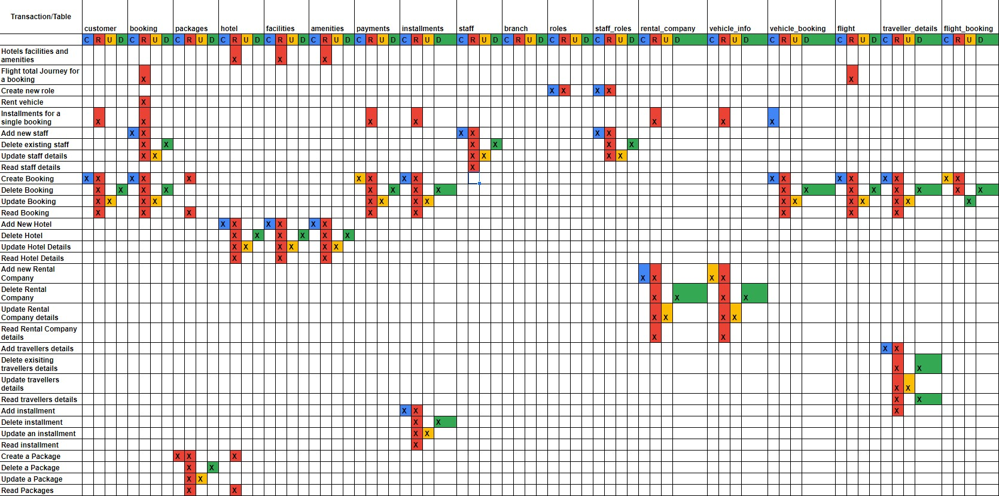 Transaction/Table
customer booking packages hotel facilities amenities payments installments staff branch roles staff_roles rental_company vehicle_info vehicle_booking flight traveller_details flight_booking
C R U D C R U D C R U D C R U D C R U D C R U D C R U D C R U D C R U D C R U D C R U D C R U D C R U D C R U D C R U D C R U D C R U D C R U D
Hotels facilities and
amenities X X X
Flight total Journey for
a booking X X
Create new role X X X X
Rent vehicle X
Installments for a
single booking X X X X X X X
Add new staff X X X X X X
Delete existing staff X X X X X X
Update staff details X X X X X X
Read staff details X
Create Booking X X X X X X X X X X X X X X X X X
Delete Booking X X X X X X X X X X X X X X X X
Update Booking X X X X X X X X X X X X X X X
Read Booking X X X X X X X X
Add New Hotel X X X X X X
Delete Hotel X X X X X X
Update Hotel Details X X X X X X
Read Hotel Details X X X
Add new Rental
Company X X X X
Delete Rental
Company X X X X
Update Rental
Company details X X X X
Read Rental Company
details X X
Add travellers details X X
Delete exisiting
travellers details X X
Update travellers
details X X
Read travellers details X X
Add installment X X X
Delete installment X X
Update an installment X X
Read installment X
Create a Package X X X
Delete a Package X X
Update a Package X X
Read Packages X X